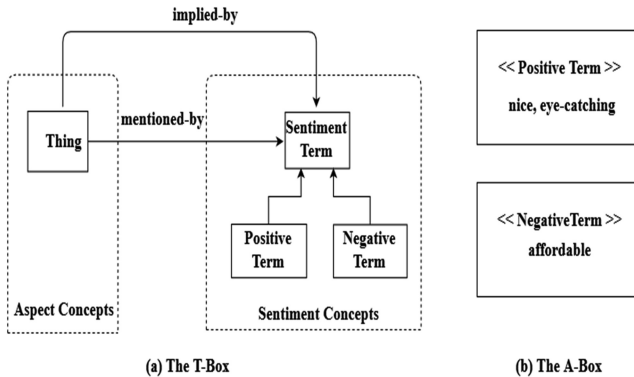 implied-by
Thing
mentioned-by
Sentiment
Term
Positive
Term
Negative
Term
Aspect Concepts
Sentiment Concepts
(a) The T-Box
<< Positive Term >>
nice, eye-catching
<< NegativeTerm >>
affordable
(b) The A-Box